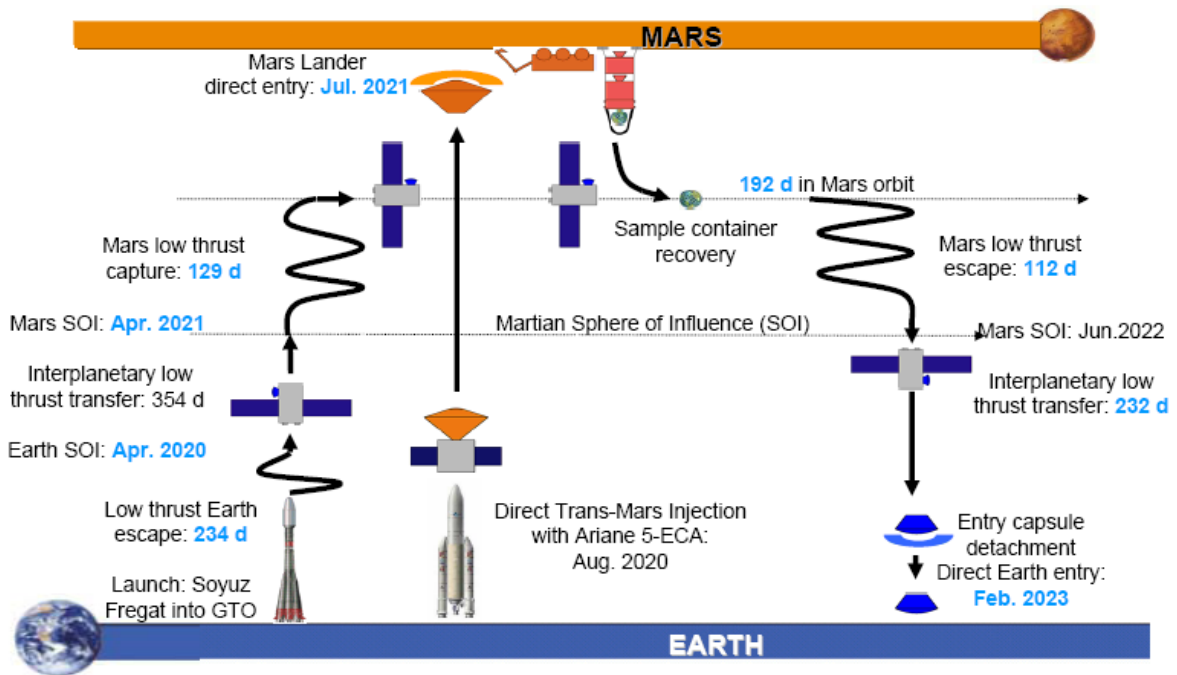 MARS
Mars Lander
direct entry: Jul. 2021
192 d in Mars orbit
Sample container
recovery
Mars low thrust
capture: 129 d
Mars low thrust
escape: 112 d
Mars SOI: Apr. 2021
Martian Sphere of Influence (SOI)
Mars SOI: Jun.2022
Interplanetary low
thrust transfer: 354 d
Interplanetary low
thrust transfer: 232 d
Earth SOI: Apr. 2020
Low thrust Earth
escape: 234 d
Direct Trans-Mars Injection
with Ariane 5-ECA:
Aug. 2020
Entry capsule
detachment
Direct Earth entry:
Feb. 2023
Launch: Soyuz
Fregat into GTO
EARTH